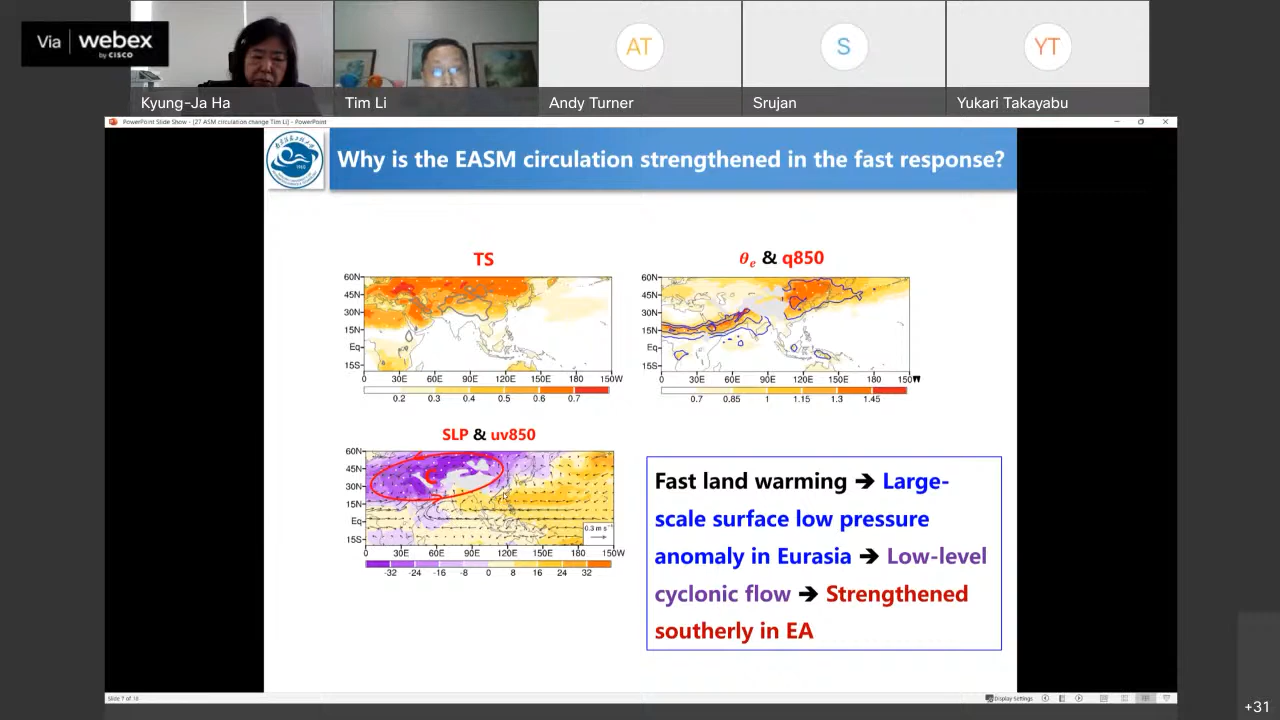 Via webex
by CISCO
Kyung-Ja Ha
Tim Li
AT
Andy Turner
S
Srujan
YT
Yukari Takayabu
PowerPoint Slide Show - [27 ASM circulation change Tim Li] - PowerPoint
Why is the EASM circulation strengthened in the fast response?
TS
60N
45N
30N
15N
Eq
15S
0 30E 60E 90E 120E 150E 180 150W
0.2 0.3 0.4 0.5 0.6 0.7
θe & q850
60N
45N
30N
15N
Eq
15S
0 30E 60E 90E 120E 150E 180 150W
0.7 0.85 1 1.15 1.3 1.45
SLP & uv850
60N
45N
30N
15N
Eq
15S
C
0.3 m s⁻¹
0 30E 60E 90E 120E 150E 180 150W
-32 -24 -16 -8 0 8 16 24 32
Fast land warming ➔ Large-
scale surface low pressure
anomaly in Eurasia ➔ Low-level
cyclonic flow ➔ Strengthened
southerly in EA
Slide 7 of 10
Display Settings
+31